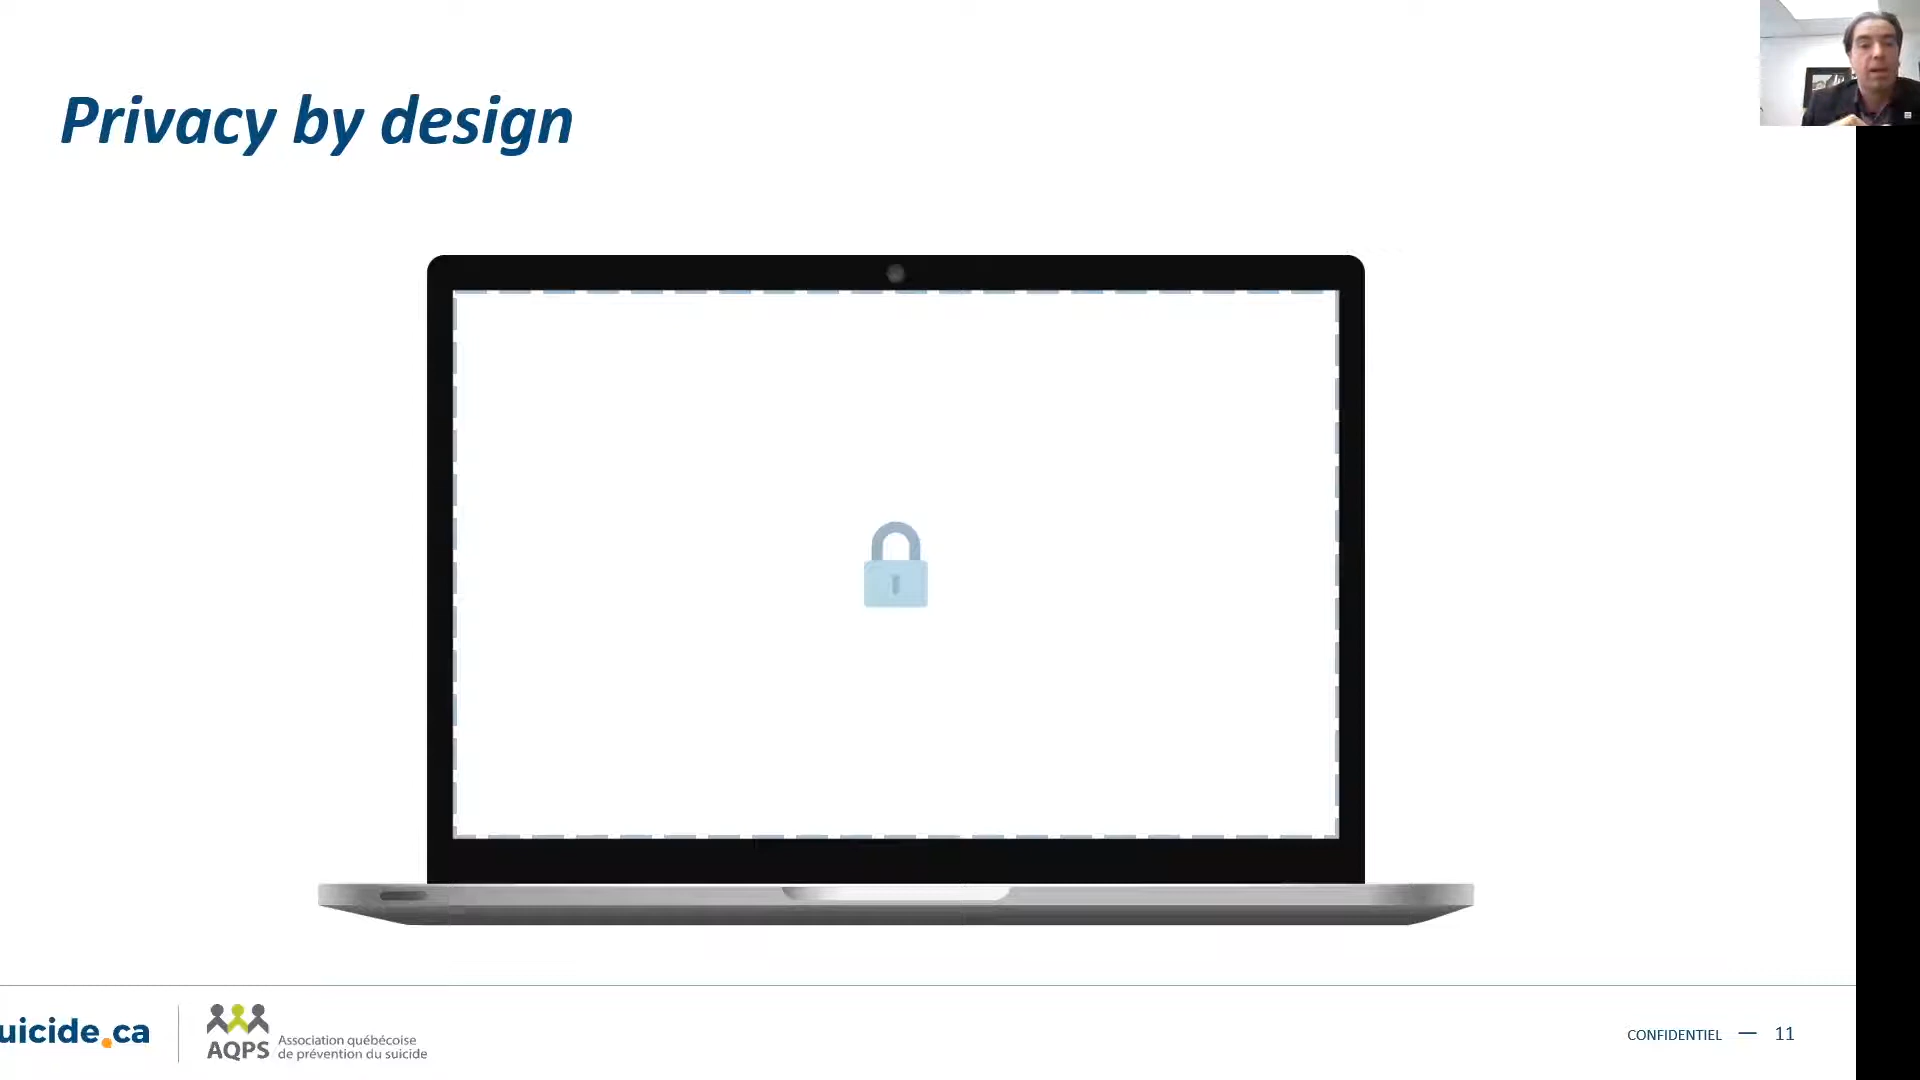 Privacy by design
uicide.ca
AQPS
Association québécoise
de prévention du suicide
CONFIDENTIEL — 11